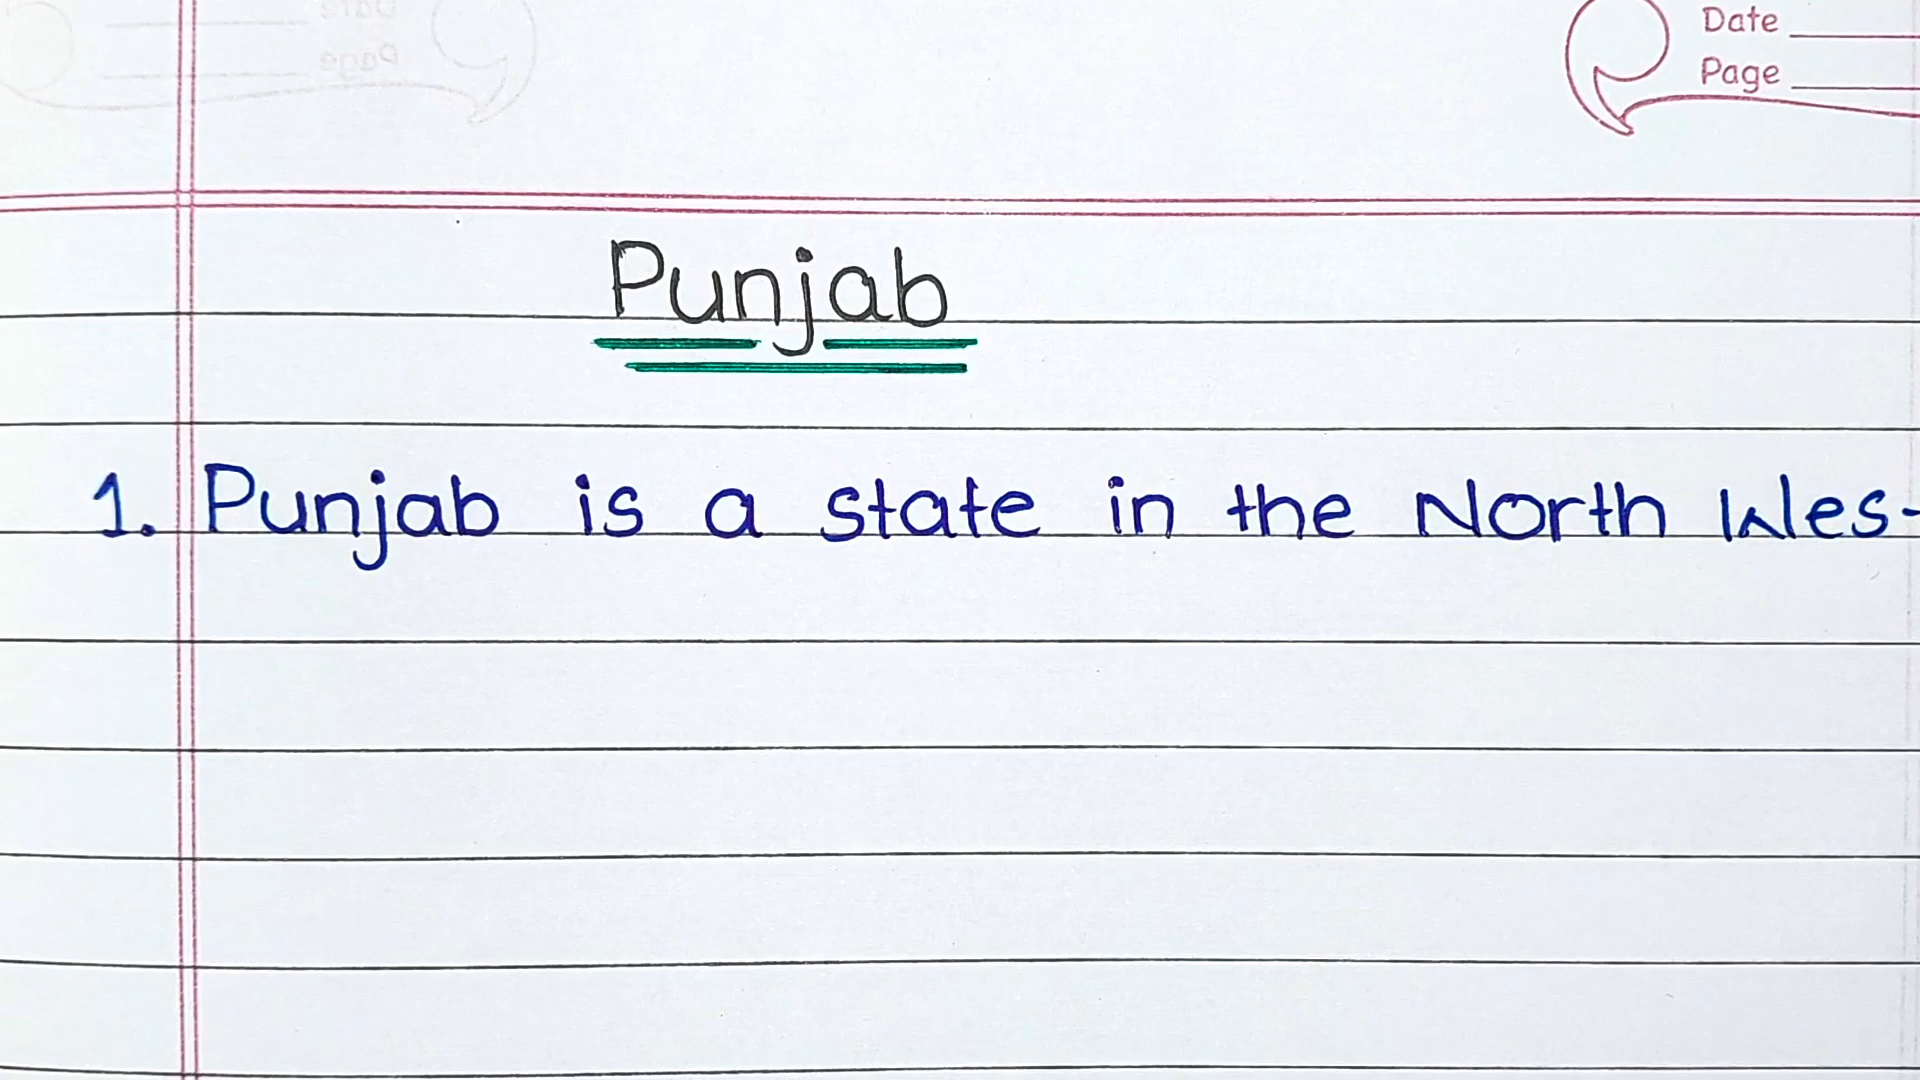 Date
Page
Punjab
1. Punjab is a state in the North Wes-